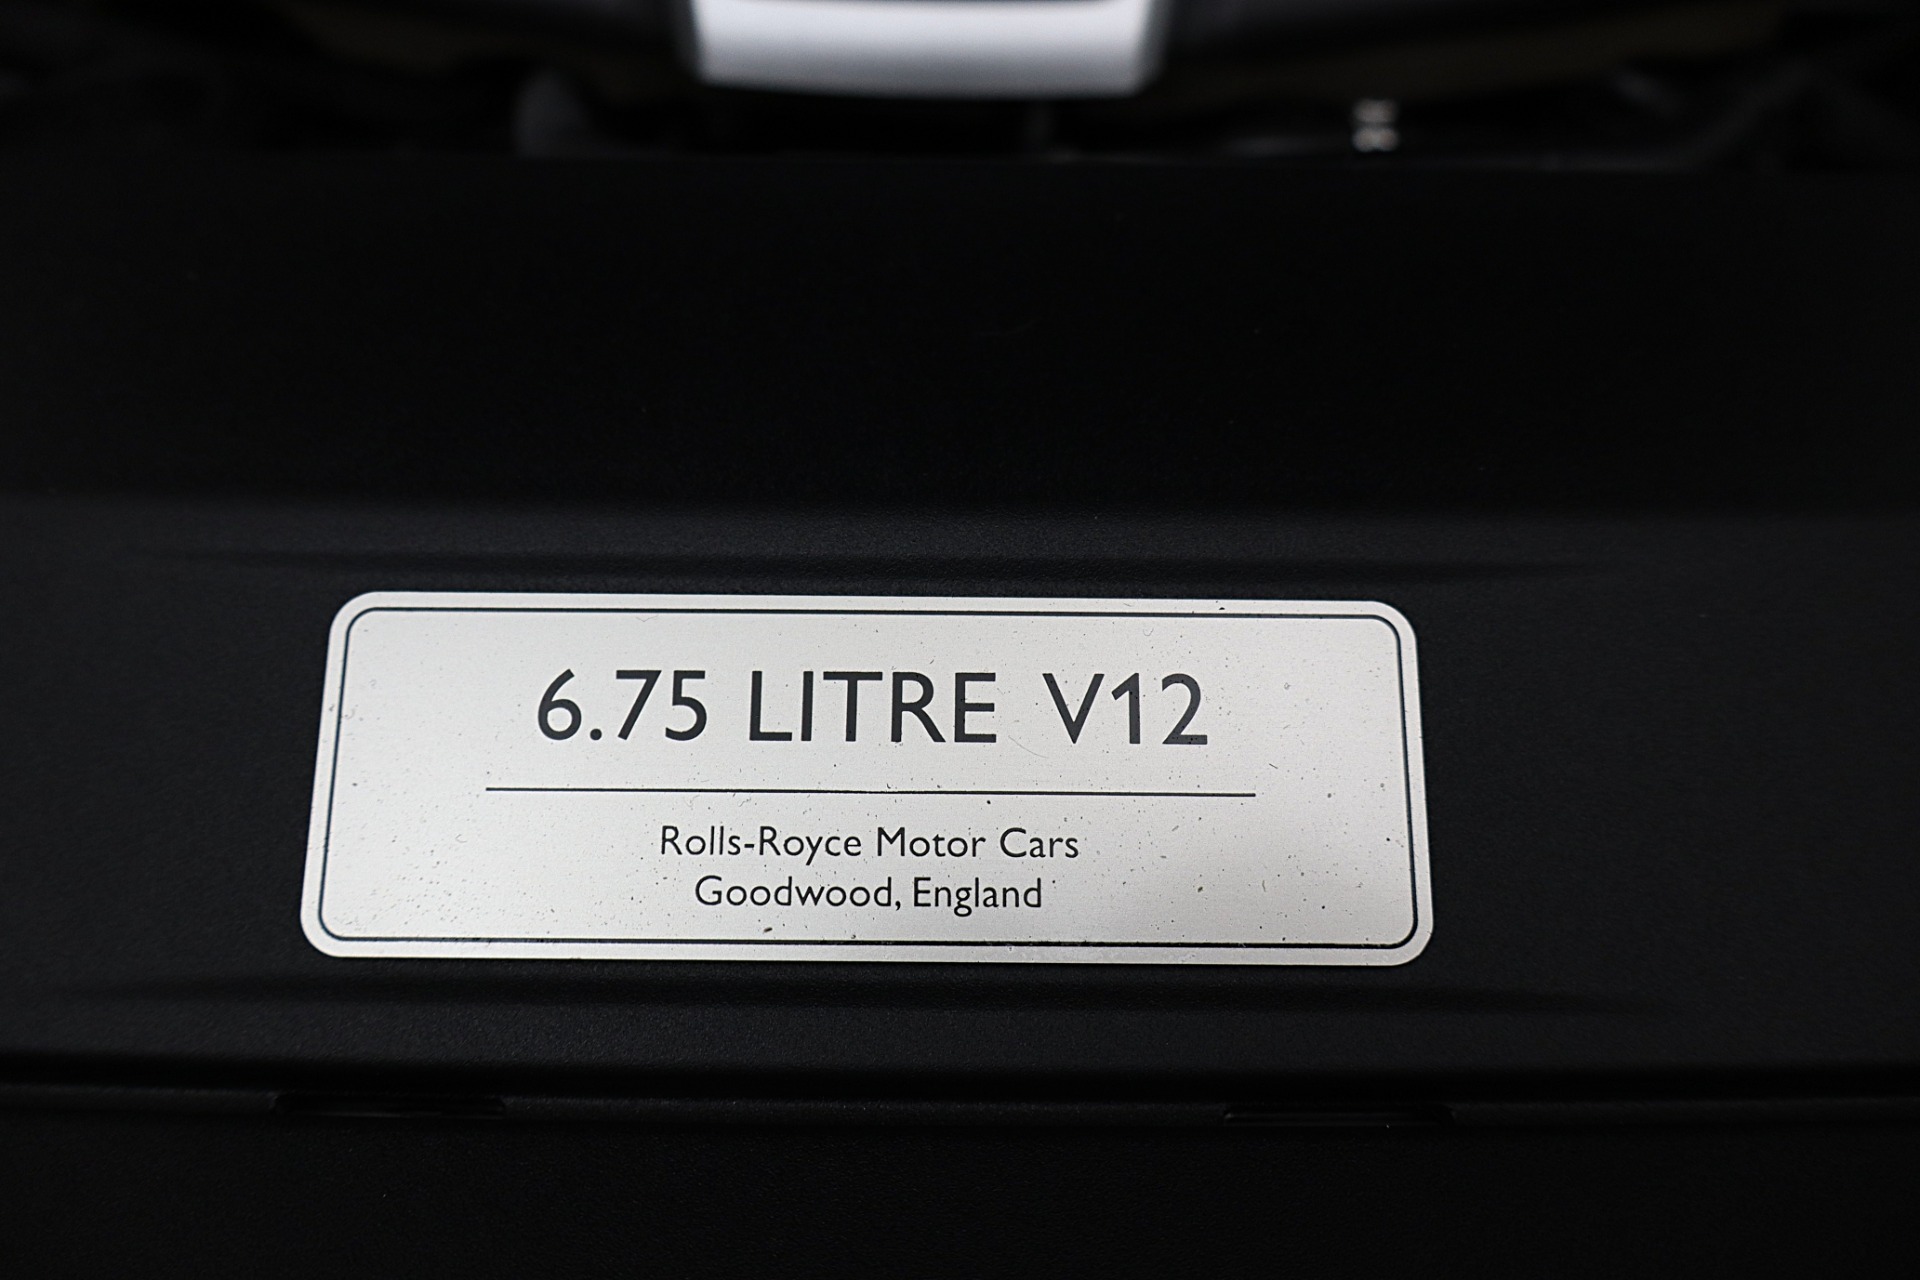 6.75 LITRE V12
Rolls-Royce Motor Cars
Goodwood, England